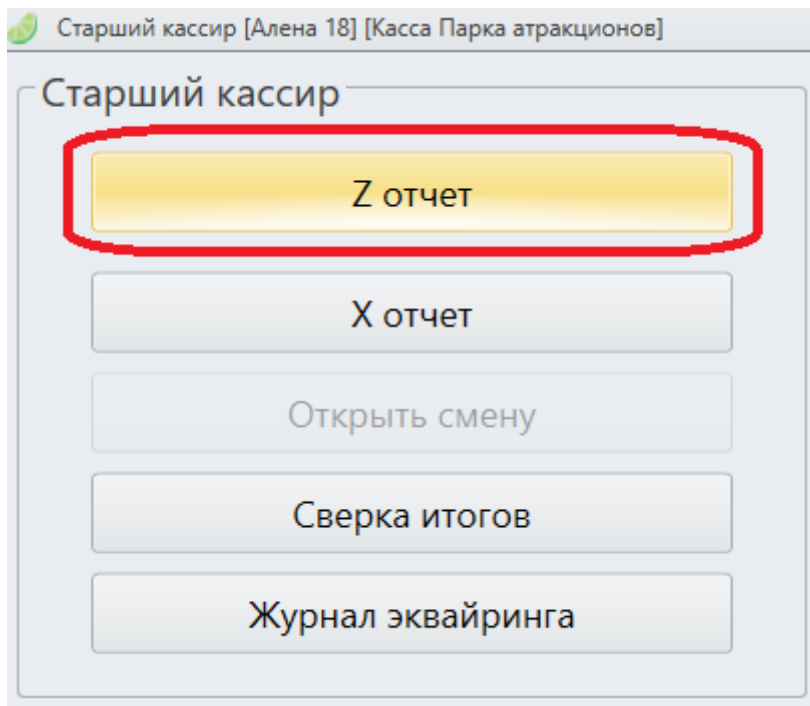 Старший кассир [Алена 18] [Касса Парка атракционов]
Старший кассир
Z отчет
X отчет
Открыть смену
Сверка итогов
Журнал эквайринга